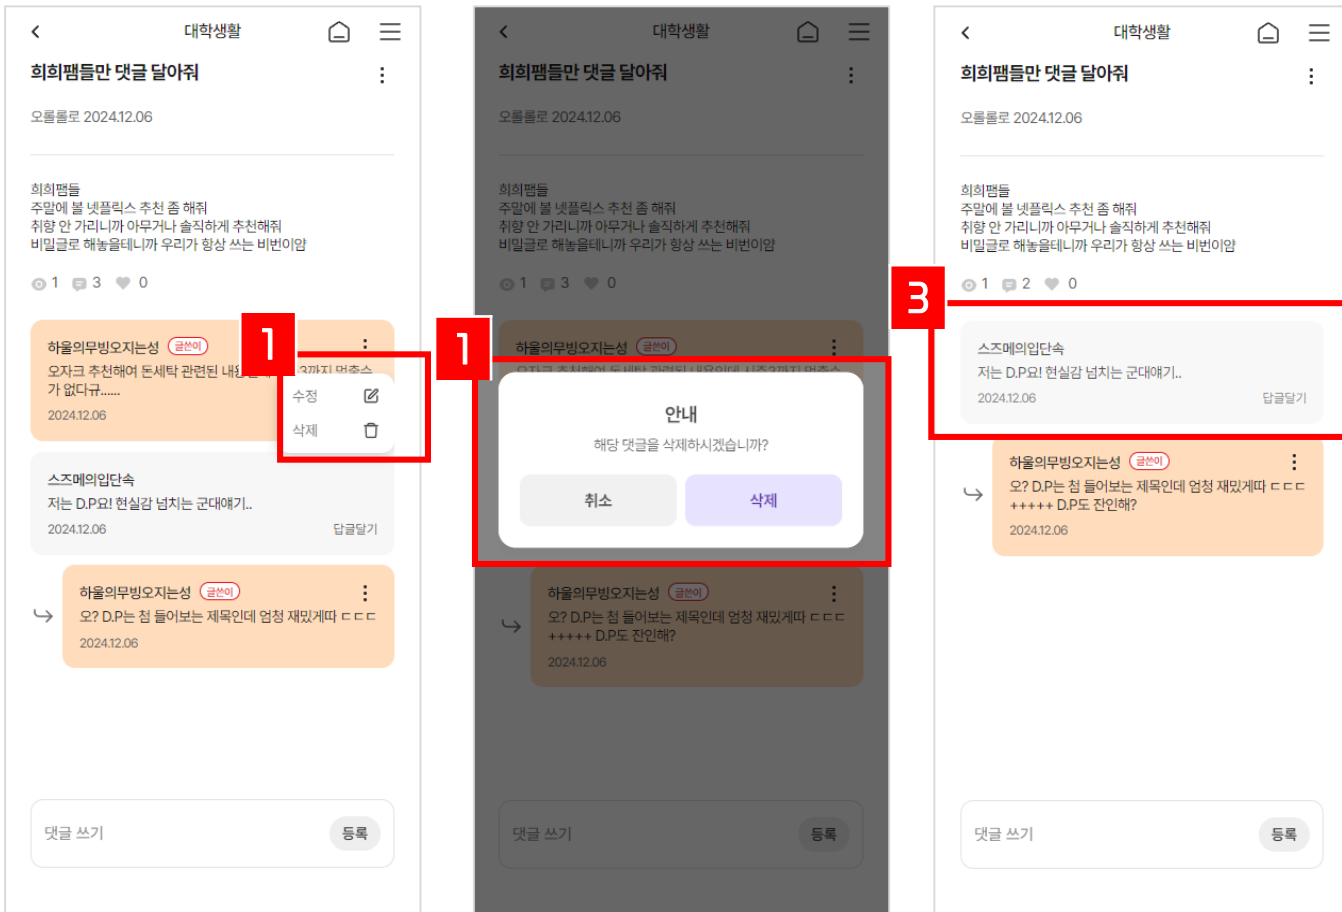 대학생활
희희팸들만 댓글 달아줘
오롤롤로 2024.12.06
희희팸들
주말에 볼 넷플릭스 추천 좀 해줘
취향 안 가리니까 아무거나 솔직하게 추천해줘
비밀글로 해놓을테니까 우리가 항상 쓰는 비번이얌
1 3 0
1
하울의무빙오지는성 글쓴이
오자크 추천해여 돈세탁 관련된 내용
3까지 멈출수
가 없다규......
2024.12.06
수정
삭제
스즈메의입단속
저는 D.P요! 현실감 넘치는 군대얘기..
2024.12.06 답글달기
하울의무빙오지는성 글쓴이
오? D.P는 첨 들어보는 제목인데 엄청 재밌게따 ㄷㄷㄷ
2024.12.06
댓글 쓰기 등록
대학생활
희희팸들만 댓글 달아줘
오롤롤로 2024.12.06
희희팸들
주말에 볼 넷플릭스 추천 좀 해줘
취향 안 가리니까 아무거나 솔직하게 추천해줘
비밀글로 해놓을테니까 우리가 항상 쓰는 비번이얌
1 3 0
1
하울의무빙오지는성 글쓴이
안내
해당 댓글을 삭제하시겠습니까?
취소 삭제
하울의무빙오지는성 글쓴이
오? D.P는 첨 들어보는 제목인데 엄청 재밌게따 ㄷㄷㄷ
+++++ D.P도 잔인해?
2024.12.06
댓글 쓰기 등록
대학생활
희희팸들만 댓글 달아줘
오롤롤로 2024.12.06
희희팸들
주말에 볼 넷플릭스 추천 좀 해줘
취향 안 가리니까 아무거나 솔직하게 추천해줘
비밀글로 해놓을테니까 우리가 항상 쓰는 비번이얌
1 2 0
3
스즈메의입단속
저는 D.P요! 현실감 넘치는 군대얘기..
2024.12.06 답글달기
하울의무빙오지는성 글쓴이
오? D.P는 첨 들어보는 제목인데 엄청 재밌게따 ㄷㄷㄷ
+++++ D.P도 잔인해?
2024.12.06
댓글 쓰기 등록